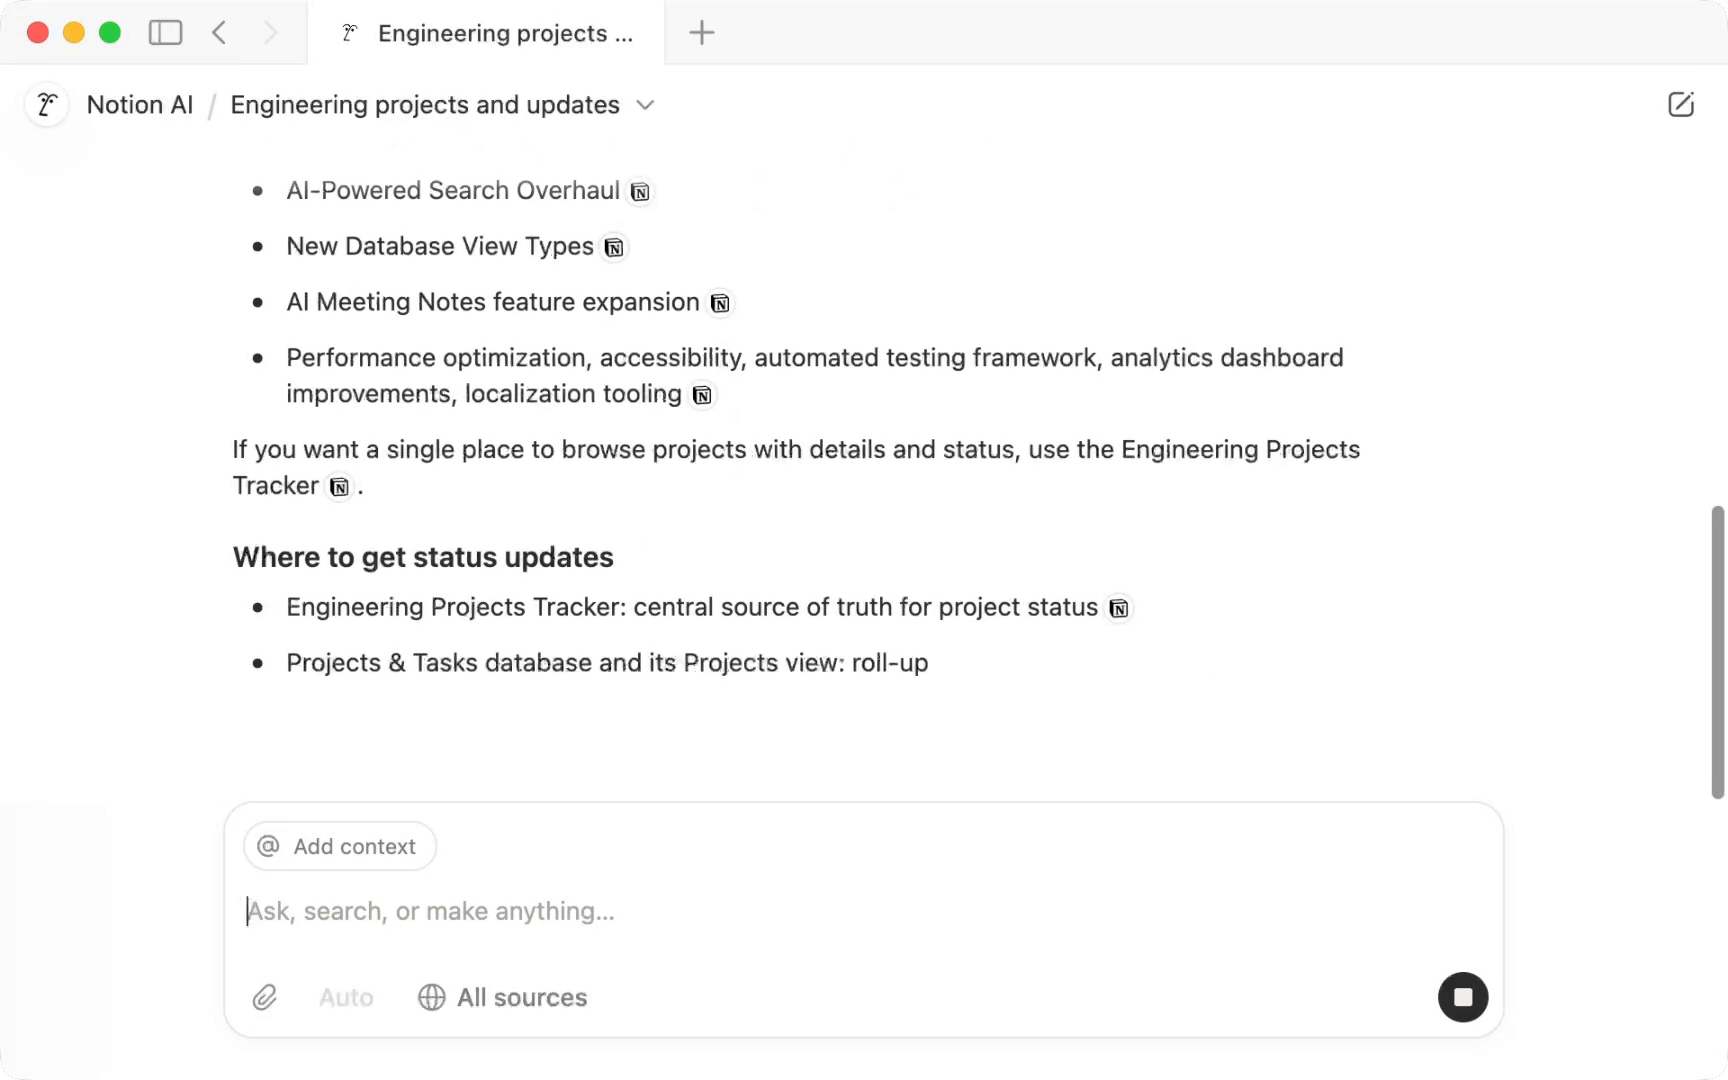 Engineering projects ...
Notion AI / Engineering projects and updates
• AI-Powered Search Overhaul
• New Database View Types
• AI Meeting Notes feature expansion
• Performance optimization, accessibility, automated testing framework, analytics dashboard
improvements, localization tooling
If you want a single place to browse projects with details and status, use the Engineering Projects
Tracker .
Where to get status updates
• Engineering Projects Tracker: central source of truth for project status
• Projects & Tasks database and its Projects view: roll-up
@ Add context
Ask, search, or make anything...
Auto All sources